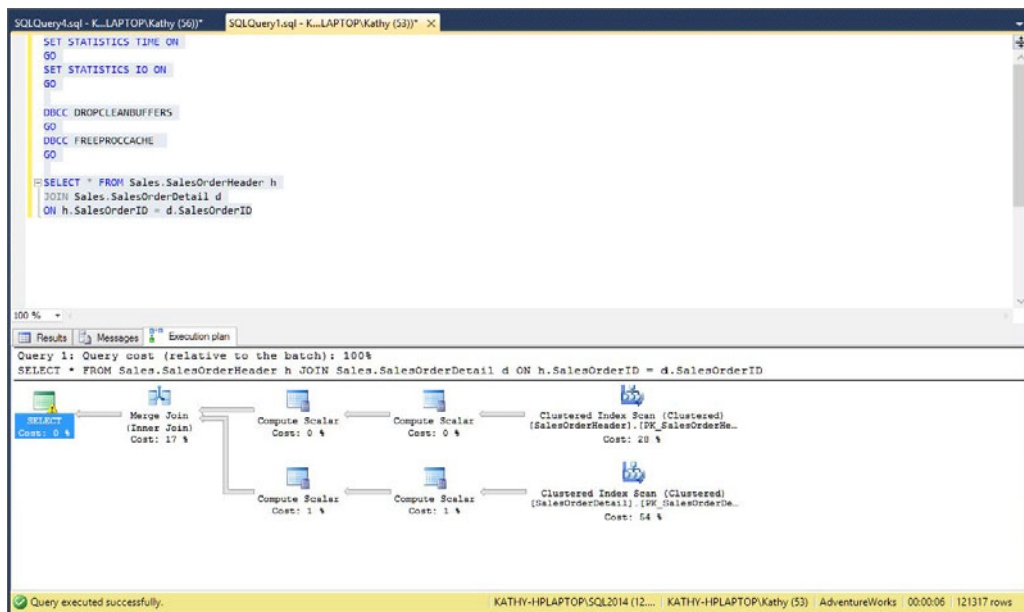 SQLQuery4.sql - K...LAPTOP\Kathy (56))*
SQLQuery1.sql - K...LAPTOP\Kathy (53))*
SET STATISTICS TIME ON
GO
SET STATISTICS IO ON
GO
DBCC DROPCLEANBUFFERS
GO
DBCC FREEPROCCACHE
GO
SELECT * FROM Sales.SalesOrderHeader h
JOIN Sales.SalesOrderDetail d
ON h.SalesOrderID = d.SalesOrderID
100 %
Results
Messages
Execution plan
Query 1: Query cost (relative to the batch): 100%
SELECT * FROM Sales.SalesOrderHeader h JOIN Sales.SalesOrderDetail d ON h.SalesOrderID = d.SalesOrderID
SELECT
Cost: 0 %
Merge Join
(Inner Join)
Cost: 17 %
Compute Scalar
Cost: 0 %
Compute Scalar
Cost: 0 %
Clustered Index Scan (Clustered)
[SalesOrderHeader].[PK_SalesOrderHe...
Cost: 28 %
Compute Scalar
Cost: 1 %
Compute Scalar
Cost: 1 %
Clustered Index Scan (Clustered)
[SalesOrderDetail].[PK_SalesOrderDe...
Cost: 54 %
Query executed successfully.
KATHY-HPLAPTOP\SQL2014 (12....
KATHY-HPLAPTOP\Kathy (53)
AdventureWorks
00:00:06
121317 rows